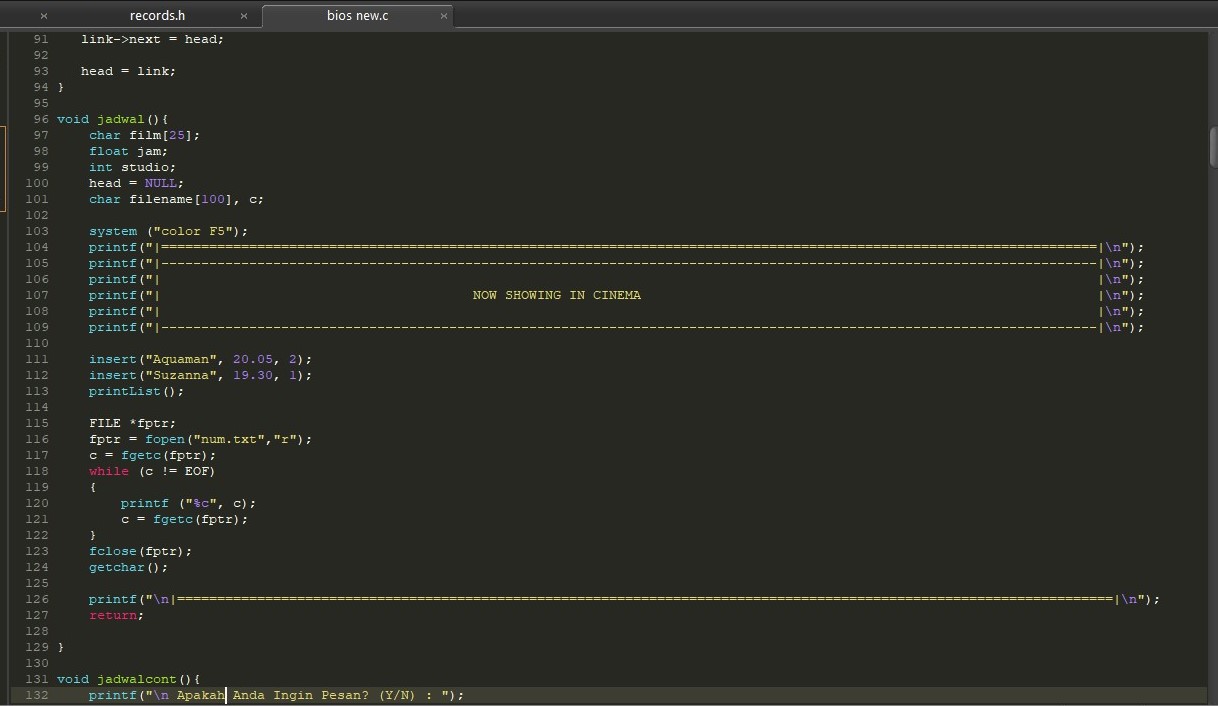 records.h × bios new.c ×
91 link->next = head;
92
93 head = link;
94 }
95
96 void jadwal(){
97 char film[25];
98 float jam;
99 int studio;
100 head = NULL;
101 char filename[100], c;
102
103 system ("color F5");
104 printf("|=====================================================================================================================|\n");
105 printf("|---------------------------------------------------------------------------------------------------------------------|\n");
106 printf("| |\n");
107 printf("| NOW SHOWING IN CINEMA |\n");
108 printf("| |\n");
109 printf("|---------------------------------------------------------------------------------------------------------------------|\n");
110
111 insert("Aquaman", 20.05, 2);
112 insert("Suzanna", 19.30, 1);
113 printList();
114
115 FILE *fptr;
116 fptr = fopen("num.txt","r");
117 c = fgetc(fptr);
118 while (c != EOF)
119 {
120 printf ("%c", c);
121 c = fgetc(fptr);
122 }
123 fclose(fptr);
124 getchar();
125
126 printf("\n|=====================================================================================================================|\n");
127 return;
128
129 }
130
131 void jadwalcont(){
132 printf("\n Apakah Anda Ingin Pesan? (Y/N) : ");